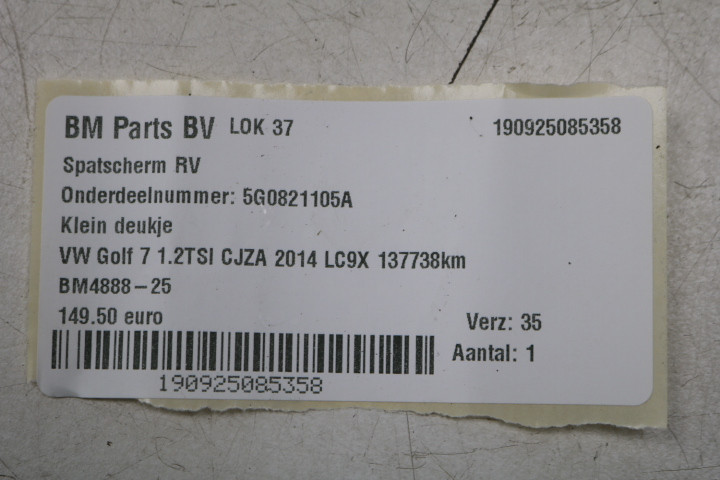 BM Parts BV LOK 37 190925085358
Spatscherm RV
Onderdeelnummer: 5G0821105A
Klein deukje
VW Golf 7 1.2TSI CJZA 2014 LC9X 137738km
BM4888-25
149.50 euro Verz: 35
Aantal: 1
190925085358